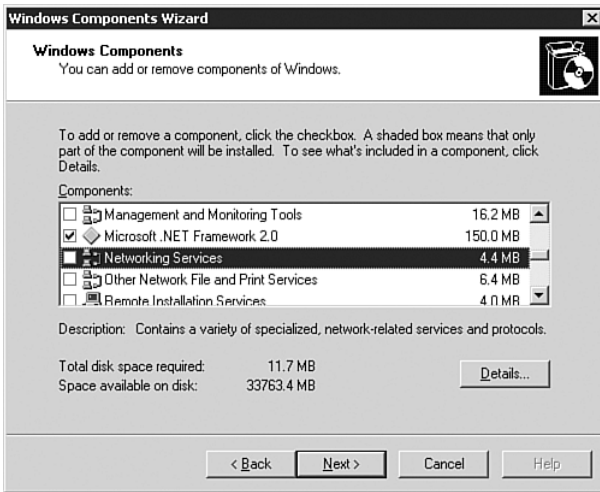 Windows Components Wizard
Windows Components
You can add or remove components of Windows.
To add or remove a component, click the checkbox. A shaded box means that only
part of the component will be installed. To see what's included in a component, click
Details.
Components:
Management and Monitoring Tools 16.2 MB
Microsoft .NET Framework 2.0 150.0 MB
Networking Services 4.4 MB
Other Network File and Print Services 6.4 MB
Remote Installation Services 4.0 MB
Description: Contains a variety of specialized, network-related services and protocols.
Total disk space required: 11.7 MB
Space available on disk: 33763.4 MB
Details...
< Back Next > Cancel Help